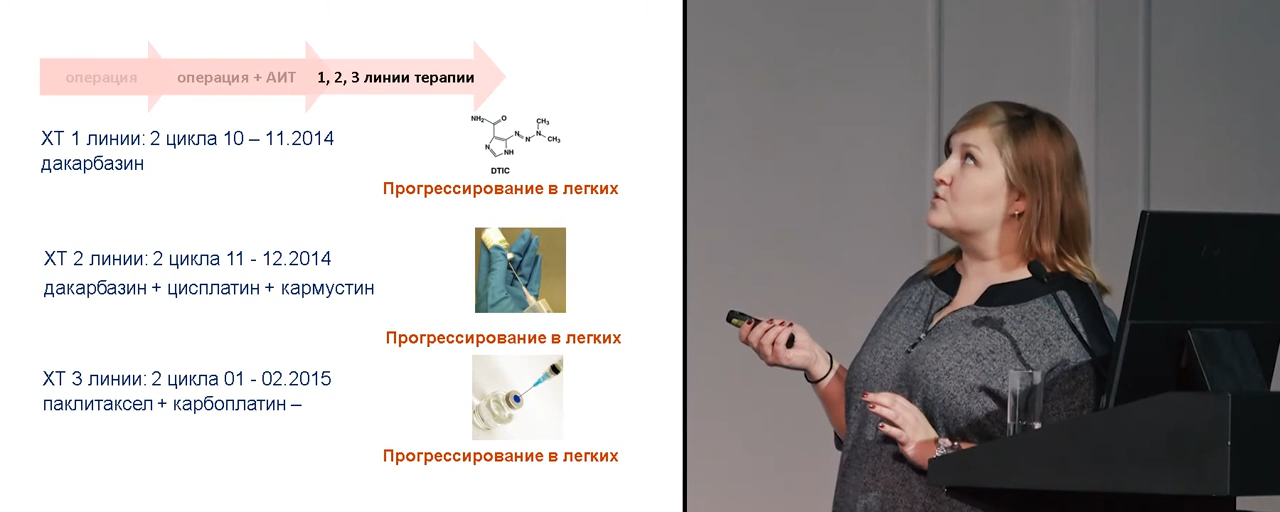 операция
операция + АИТ
1, 2, 3 линии терапии
ХТ 1 линии: 2 цикла 10 – 11.2014
дакарбазин
NH₂
O
N
N
N
CH₃
CH₃
N
NH
DTIC
Прогрессирование в легких
ХТ 2 линии: 2 цикла 11 - 12.2014
дакарбазин + цисплатин + кармустин
Прогрессирование в легких
ХТ 3 линии: 2 цикла 01 - 02.2015
паклитаксел + карбоплатин –
Прогрессирование в легких